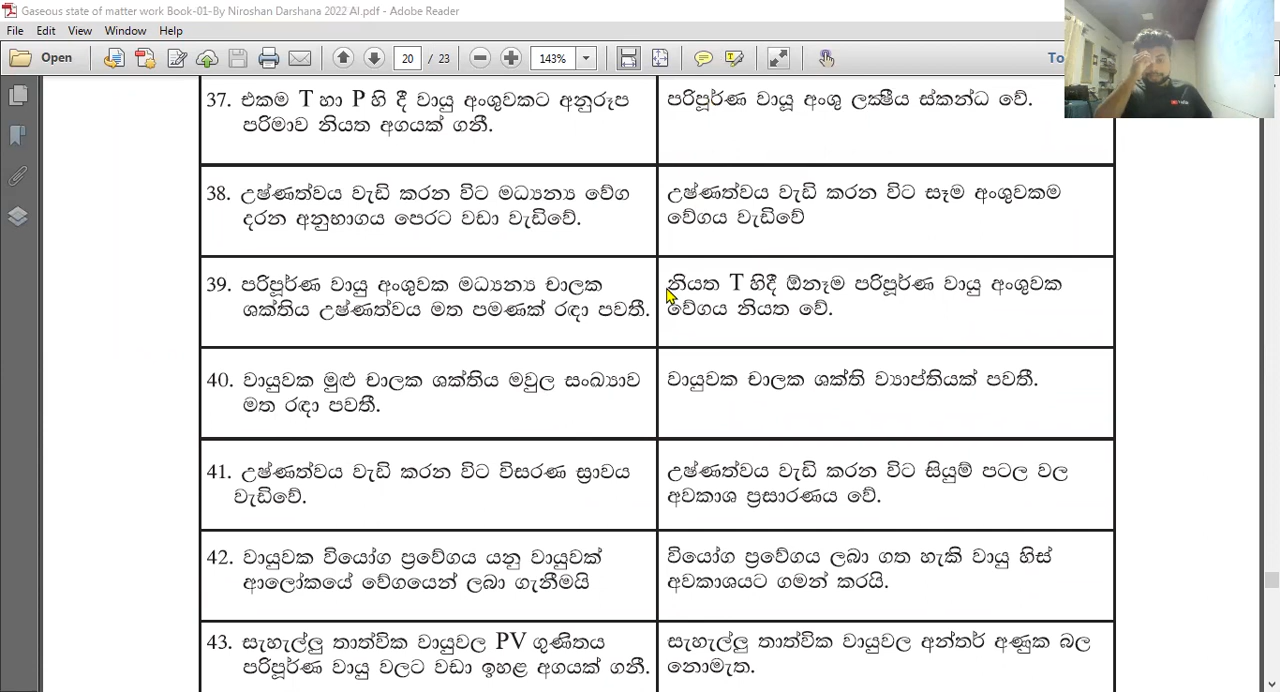 Gaseous state of matter work Book-01-By Niroshan Darshana 2022 Al.pdf - Adobe Reader
File Edit View Window Help
Open 20 / 23 143% To
37. එකම T හා P හි දී වායු අංශුවකට අනුරූප
පරිමාව නියත අගයක් ගනී.
පරිපූර්ණ වායු අංශු ලක්ෂීය ස්කන්ධ වේ.
38. උෂ්ණත්වය වැඩි කරන විට මධ්‍යන්‍ය වේග
දරන අනුභාගය පෙරට වඩා වැඩිවේ.
උෂ්ණත්වය වැඩි කරන විට සෑම අංශුවකම
වේගය වැඩිවේ
39. පරිපූර්ණ වායු අංශුවක මධ්‍යන්‍ය චාලක
ශක්තිය උෂ්ණත්වය මත පමණක් රඳා පවතී.
නියත T හිදී ඕනෑම පරිපූර්ණ වායු අංශුවක
වේගය නියත වේ.
40. වායුවක මුළු චාලක ශක්තිය මවුල සංඛ්‍යාව
මත රඳා පවතී.
වායුවක චාලක ශක්ති ව්‍යාප්තියක් පවතී.
41. උෂ්ණත්වය වැඩි කරන විට විසරණ ස්‍රාවය
වැඩිවේ.
උෂ්ණත්වය වැඩි කරන විට සියුම් පටල වල
අවකාශ ප්‍රසාරණය වේ.
42. වායුවක වියෝග ප්‍රවේගය යනු වායුවක්
ආලෝකයේ වේගයෙන් ලබා ගැනීමයි
වියෝග ප්‍රවේගය ලබා ගත හැකි වායු හිස්
අවකාශයට ගමන් කරයි.
43. සැහැල්ලු තාත්වික වායුවල PV ගුණිතය
පරිපූර්ණ වායු වලට වඩා ඉහළ අගයක් ගනී.
සැහැල්ලු තාත්වික වායුවල අන්තර් අණුක බල
නොමැත.